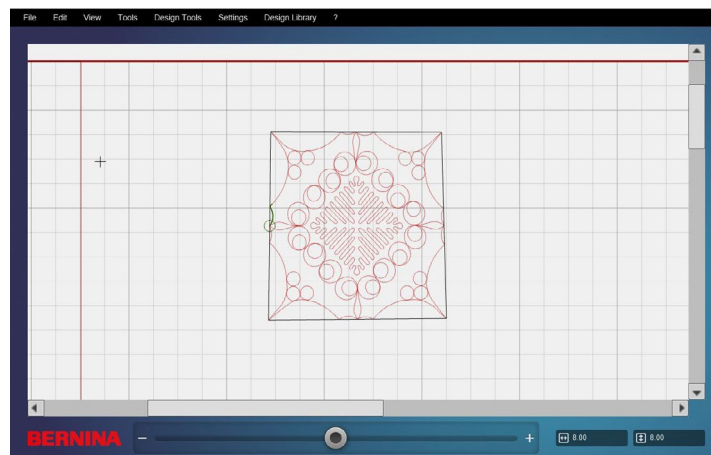 File Edit View Tools Design Tools Settings Design Library ?
BERNINA − + 8.00 8.00